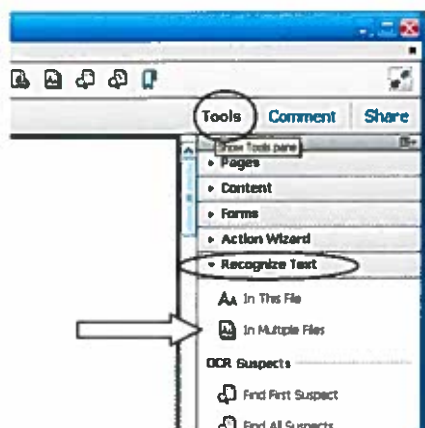 Tools Comment Share
Show Tools pane
Pages
Content
Forms
Action Wizard
Recognize Text
In This File
In Multiple Files
OCR Suspects
Find First Suspect
Find All Suspects